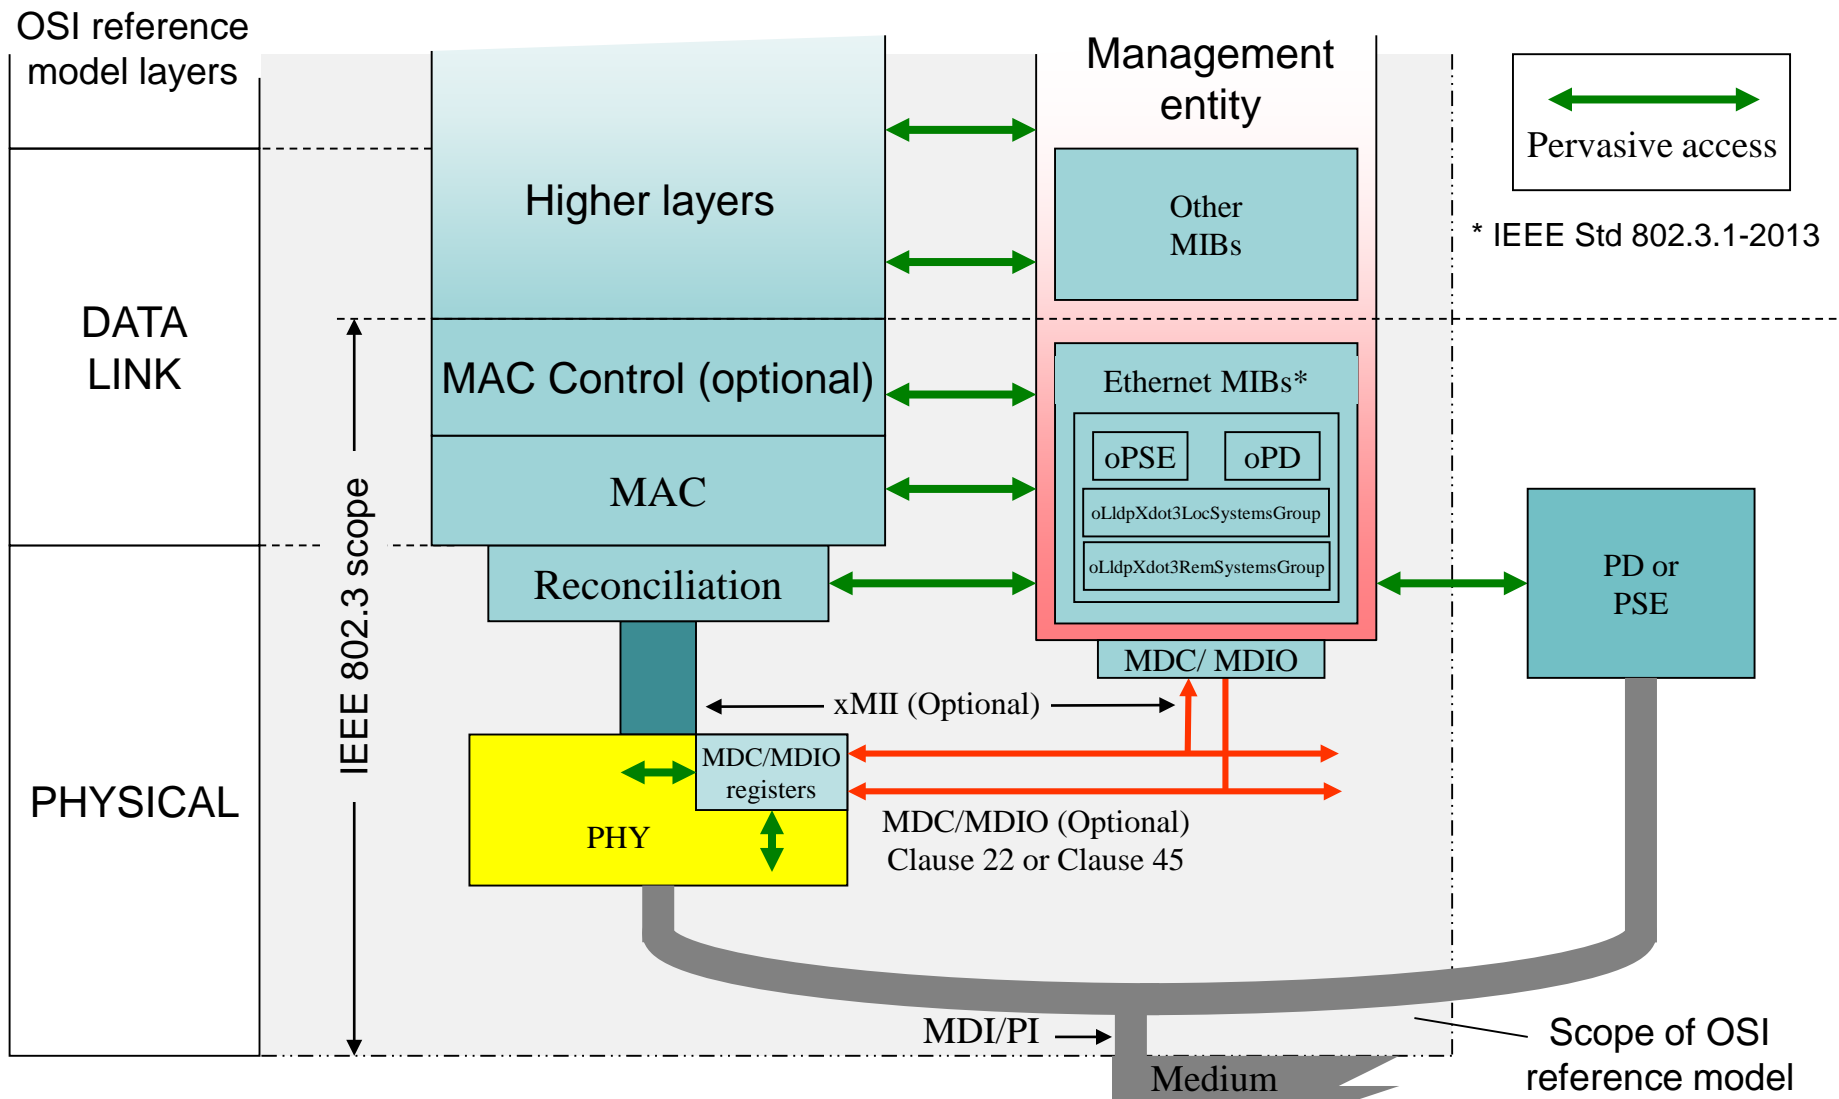 OSI reference
model layers
Management
entity
Pervasive access
Higher layers
Other
MIBs
* IEEE Std 802.3.1-2013
DATA
LINK
MAC Control (optional)
Ethernet MIBs*
oPSE
oPD
MAC
oLldpXdot3LocSystemsGroup
oLldpXdot3RemSystemsGroup
IEEE 802.3 scope
Reconciliation
PD or
PSE
MDC/ MDIO
xMII (Optional)
MDC/MDIO
registers
PHYSICAL
PHY
MDC/MDIO (Optional)
Clause 22 or Clause 45
MDI/PI
Scope of OSI
reference model
Medium